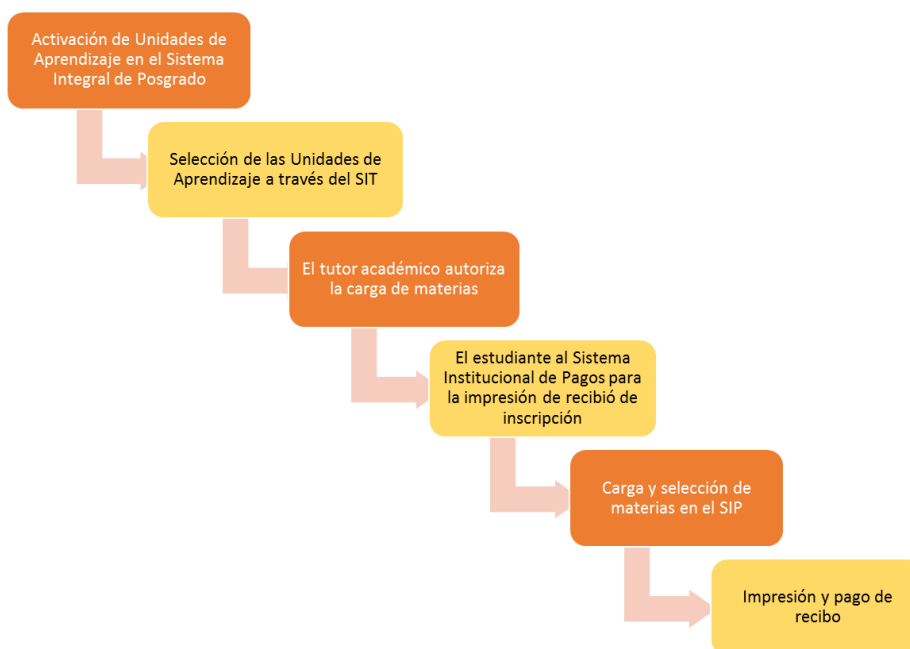 Activación de Unidades de
Aprendizaje en el Sistema
Integral de Posgrado
Selección de las Unidades de
Aprendizaje a través del SIT
El tutor académico autoriza
la carga de materias
El estudiante al Sistema
Institucional de Pagos para
la impresión de recibió de
inscripción
Carga y selección de
materias en el SIP
Impresión y pago de
recibo